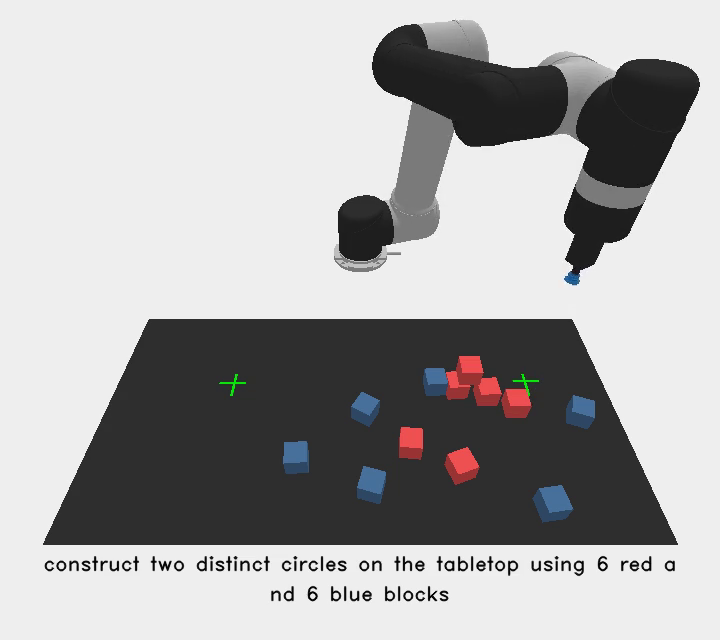 construct two distinct circles on the tabletop using 6 red a
nd 6 blue blocks